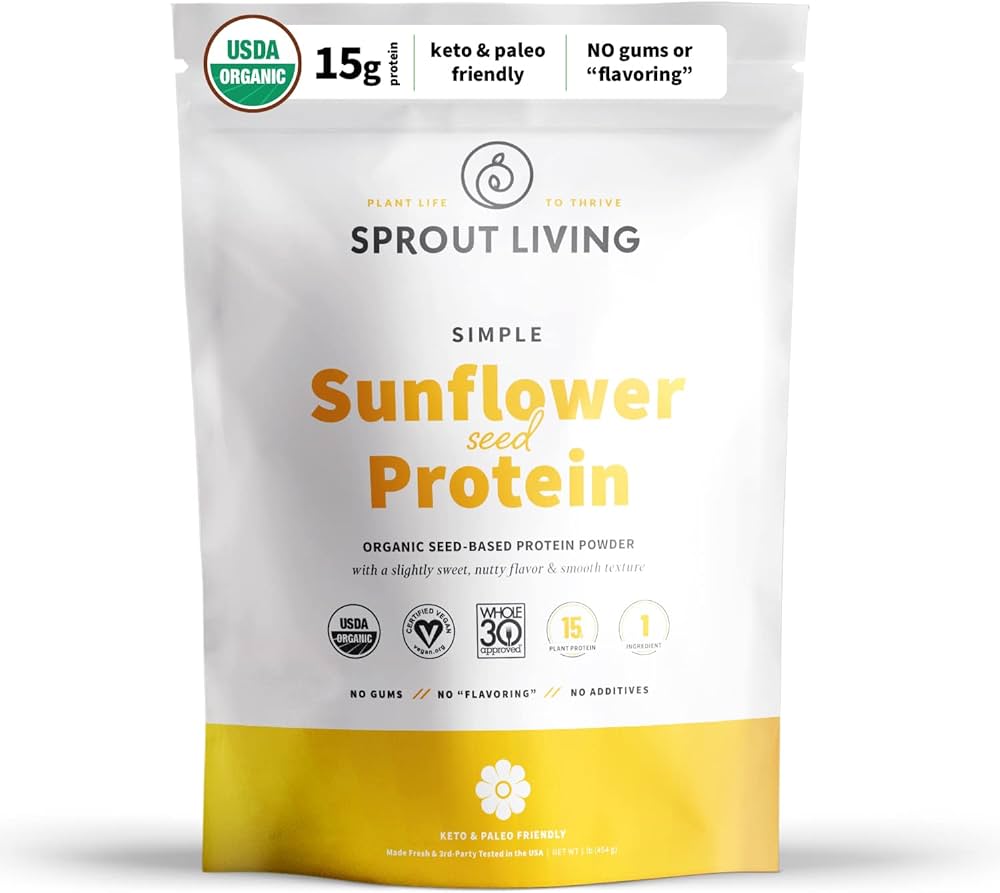 USDA
ORGANIC
15g protein
keto & paleo
friendly
NO gums or
“flavoring”
PLANT LIFE TO THRIVE
SPROUT LIVING
SIMPLE
Sunflower
seed
Protein
ORGANIC SEED-BASED PROTEIN POWDER
with a slightly sweet, nutty flavor & smooth texture
USDA
ORGANIC
CERTIFIED VEGAN
vegan.org
WHOLE
30
approved
15
PLANT PROTEIN
1
INGREDIENT
NO GUMS // NO “FLAVORING” // NO ADDITIVES
KETO & PALEO FRIENDLY
Made Fresh & 3rd-Party Tested in the USA | NET WT 1 lb (454 g)